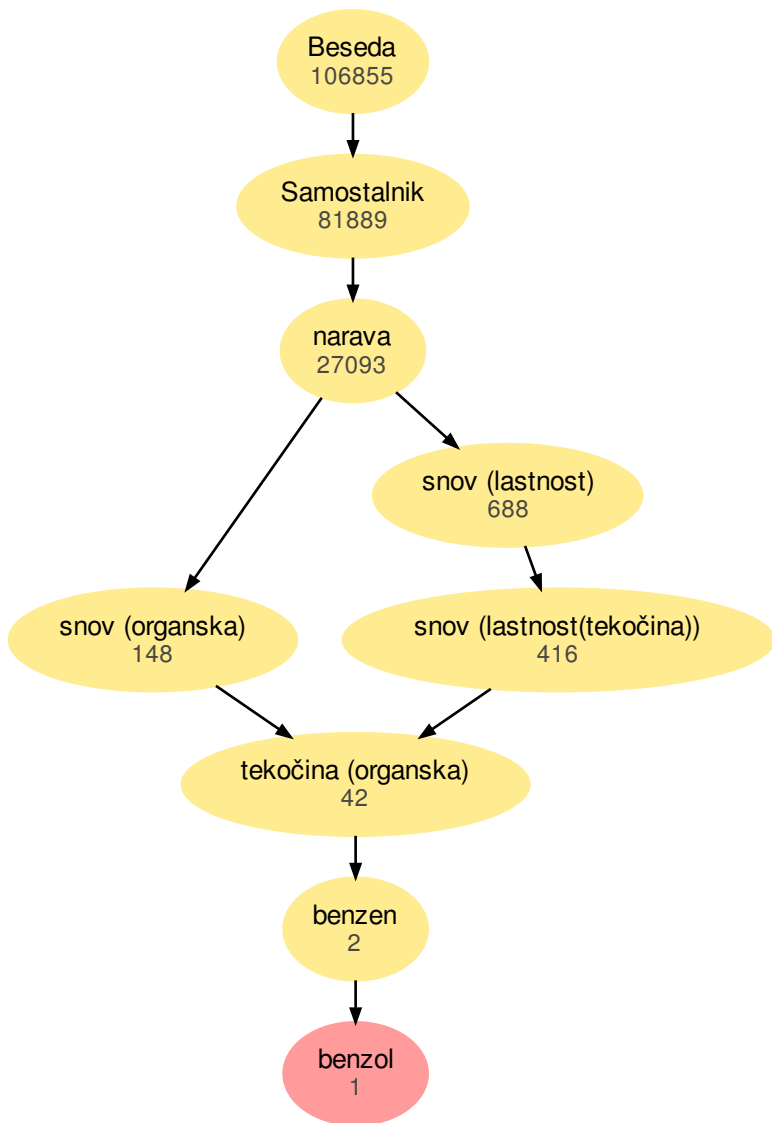 Beseda
106855
Samostalnik
81889
narava
27093
snov (lastnost)
688
snov (organska)
148
snov (lastnost(tekočina))
416
tekočina (organska)
42
benzen
2
benzol
1